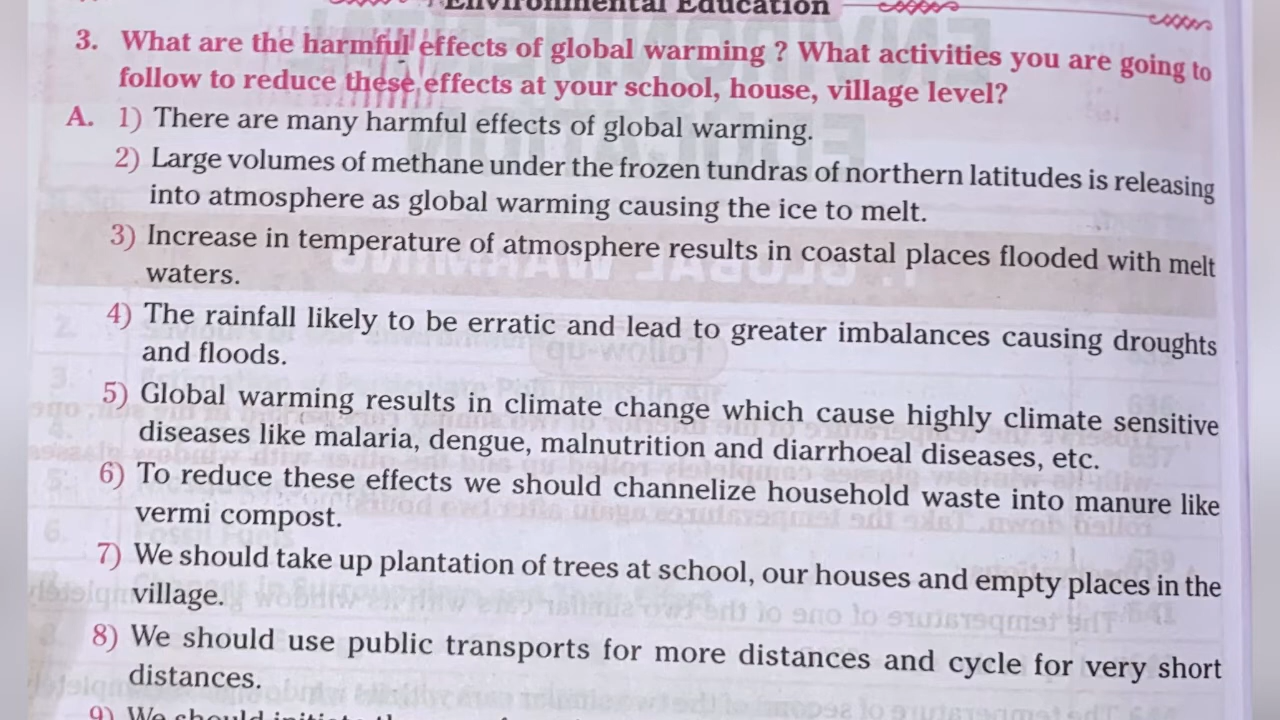 Environmental Education
3. What are the harmful effects of global warming ? What activities you are going to
follow to reduce these effects at your school, house, village level?
A. 1) There are many harmful effects of global warming.
2) Large volumes of methane under the frozen tundras of northern latitudes is releasing
into atmosphere as global warming causing the ice to melt.
3) Increase in temperature of atmosphere results in coastal places flooded with melt
waters.
4) The rainfall likely to be erratic and lead to greater imbalances causing droughts
and floods.
5) Global warming results in climate change which cause highly climate sensitive
diseases like malaria, dengue, malnutrition and diarrhoeal diseases, etc.
6) To reduce these effects we should channelize household waste into manure like
vermi compost.
7) We should take up plantation of trees at school, our houses and empty places in the
village.
8) We should use public transports for more distances and cycle for very short
distances.
9) We should